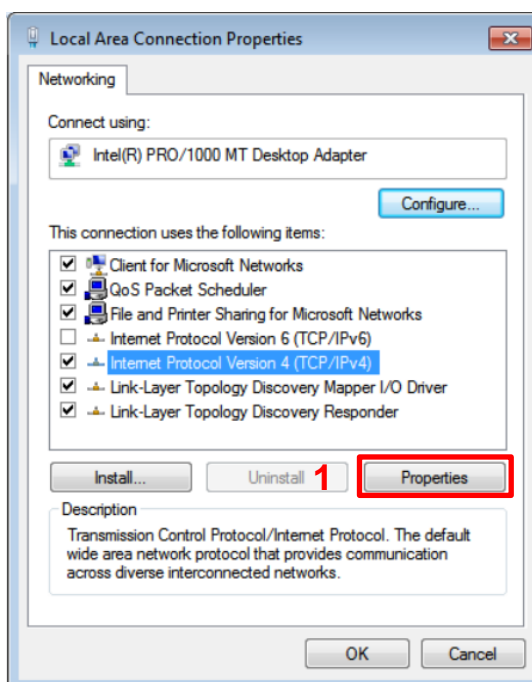 Local Area Connection Properties
Networking
Connect using:
Intel(R) PRO/1000 MT Desktop Adapter
Configure...
This connection uses the following items:
Client for Microsoft Networks
QoS Packet Scheduler
File and Printer Sharing for Microsoft Networks
Internet Protocol Version 6 (TCP/IPv6)
Internet Protocol Version 4 (TCP/IPv4)
Link-Layer Topology Discovery Mapper I/O Driver
Link-Layer Topology Discovery Responder
Install... Uninstall 1 Properties
Description
Transmission Control Protocol/Internet Protocol. The default
wide area network protocol that provides communication
across diverse interconnected networks.
OK Cancel